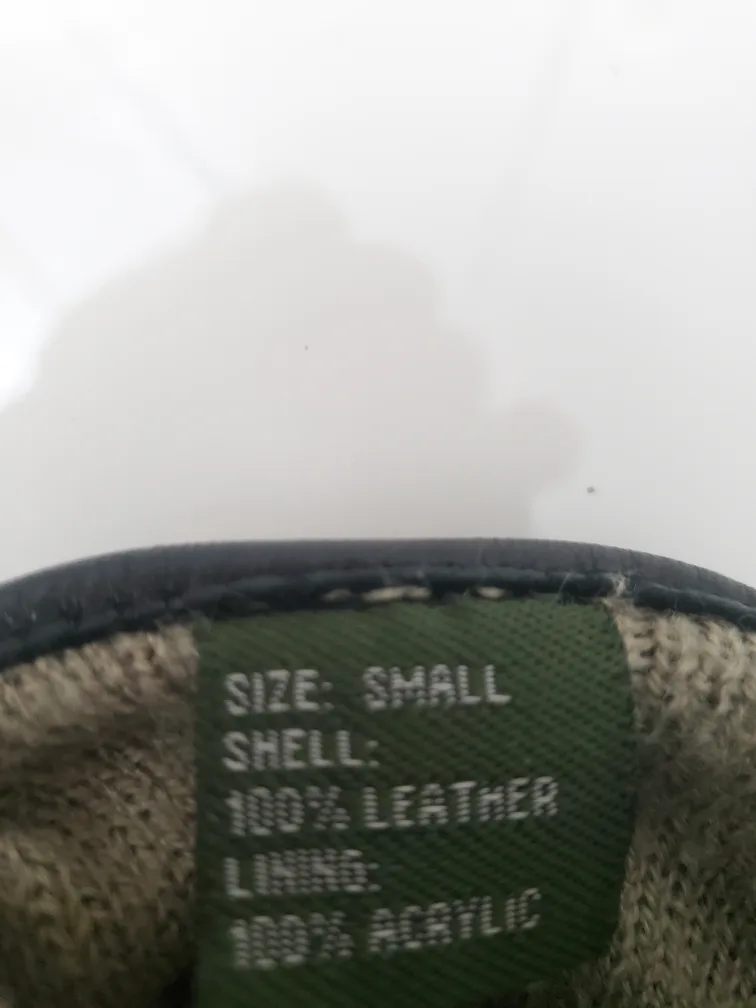 SIZE: SMALL
SHELL:
100% LEATHER
LINING:
100% ACRYLIC